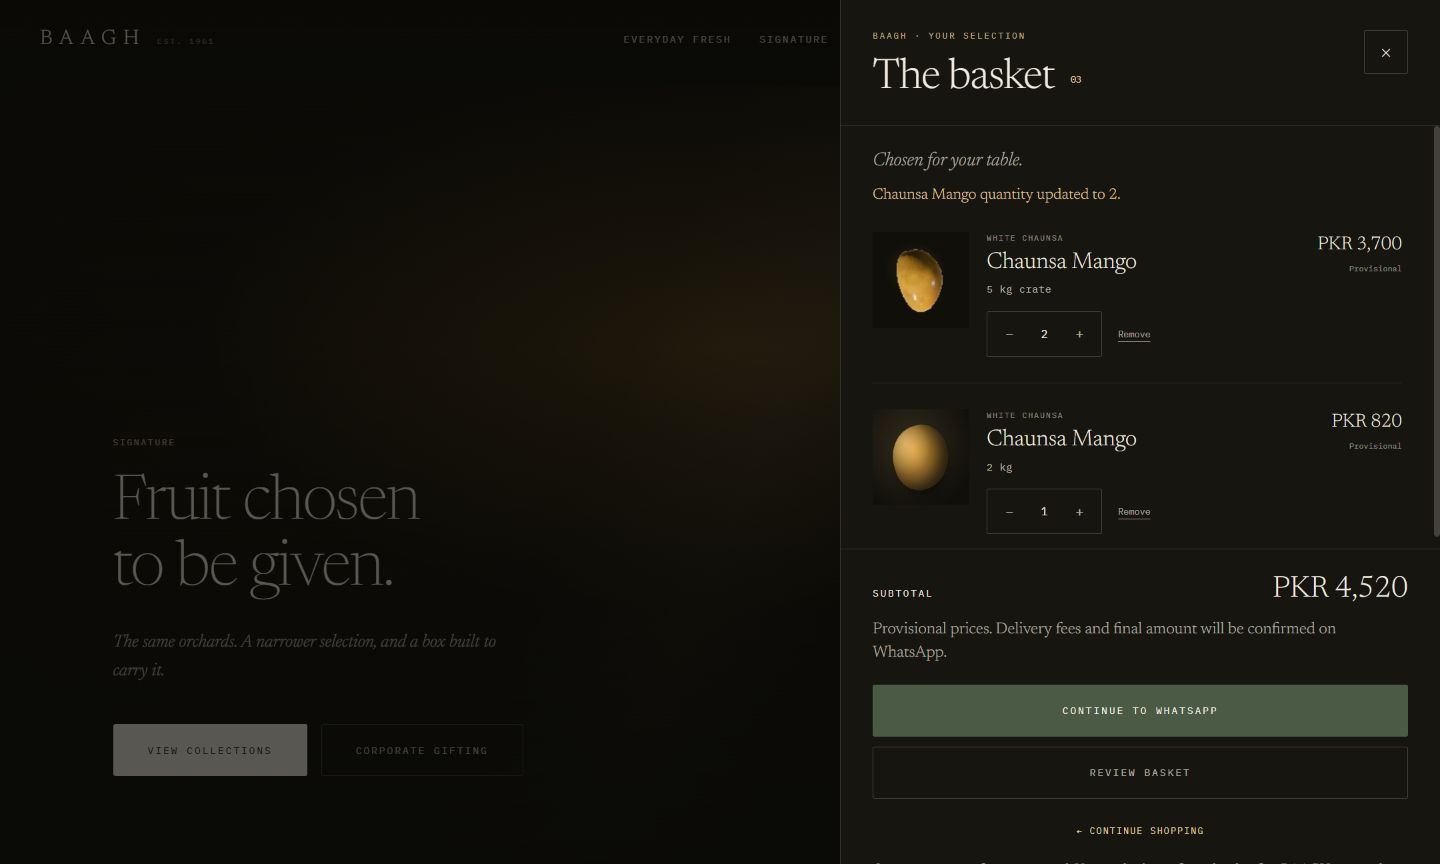 BAAGH EST. 1961
EVERYDAY FRESH SIGNATURE
SIGNATURE
Fruit chosen
to be given.
The same orchards. A narrower selection, and a box built to
carry it.
VIEW COLLECTIONS
CORPORATE GIFTING
BAAGH · YOUR SELECTION
The basket 03
×
Chosen for your table.
Chaunsa Mango quantity updated to 2.
WHITE CHAUNSA
Chaunsa Mango
5 kg crate
− 2 + Remove
PKR 3,700
Provisional
WHITE CHAUNSA
Chaunsa Mango
2 kg
− 1 + Remove
PKR 820
Provisional
SUBTOTAL PKR 4,520
Provisional prices. Delivery fees and final amount will be confirmed on
WhatsApp.
CONTINUE TO WHATSAPP
REVIEW BASKET
← CONTINUE SHOPPING